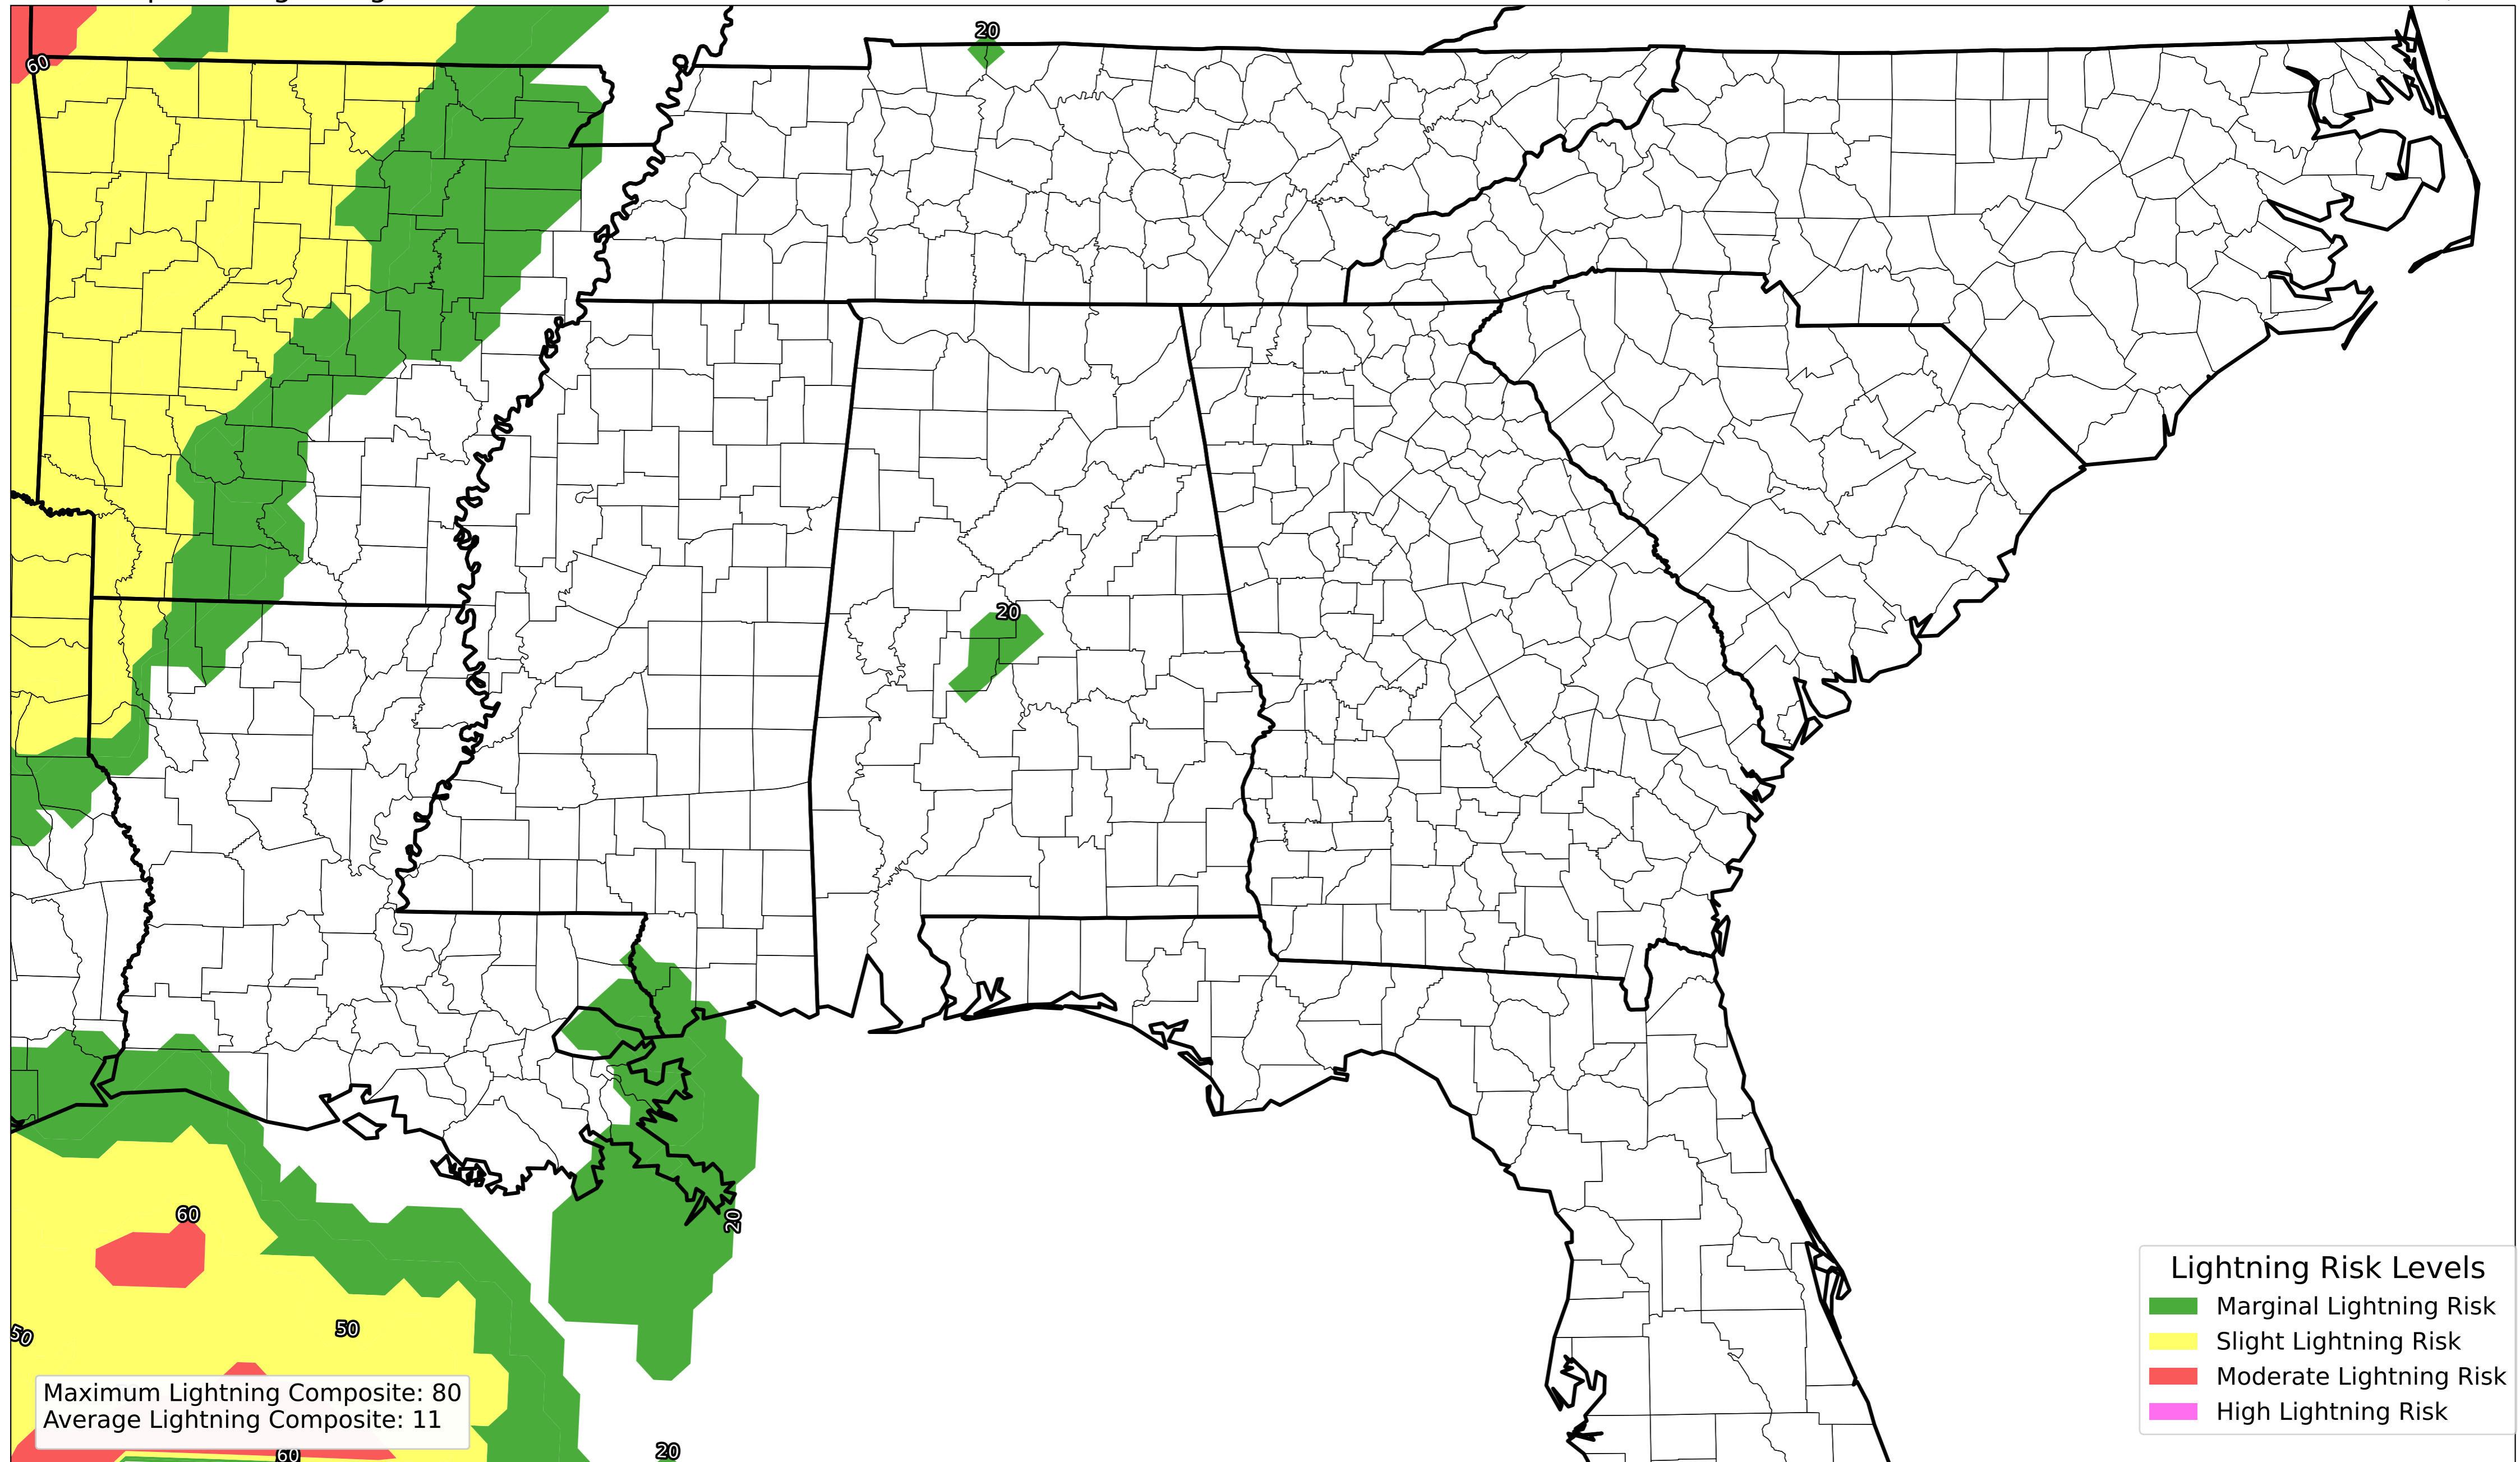 20
60
20
20
60
50
50
Lightning Risk Levels
Marginal Lightning Risk
Slight Lightning Risk
Moderate Lightning Risk
High Lightning Risk
Maximum Lightning Composite: 80
Average Lightning Composite: 11
60
20